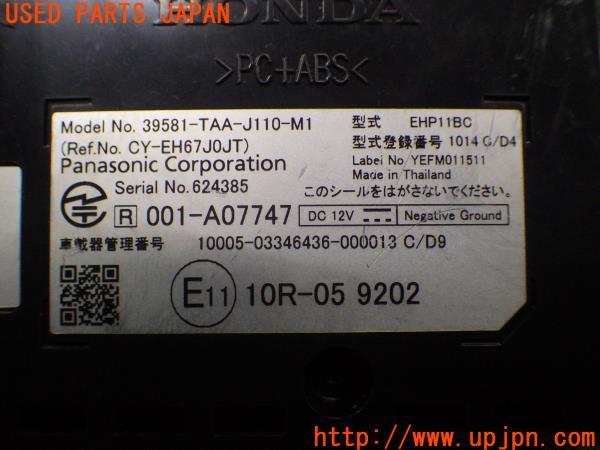 USED PARTS JAPAN
HONDA
>PC+ABS<
Model No. 39581-TAA-J110-M1 型式 EHP11BC
(Ref.No. CY-EH67J0JT) 型式登録番号 1014 C/D4
Panasonic Corporation Label No/YEFM011511
Serial No.624385 Made in Thailand
このシールをはがさないでください。
R 001-A07747 DC 12V Negative Ground
車載器管理番号 10005-03346436-000013 C/D9
E11 10R-05 9202
UPJ
http://www.upjpn.com